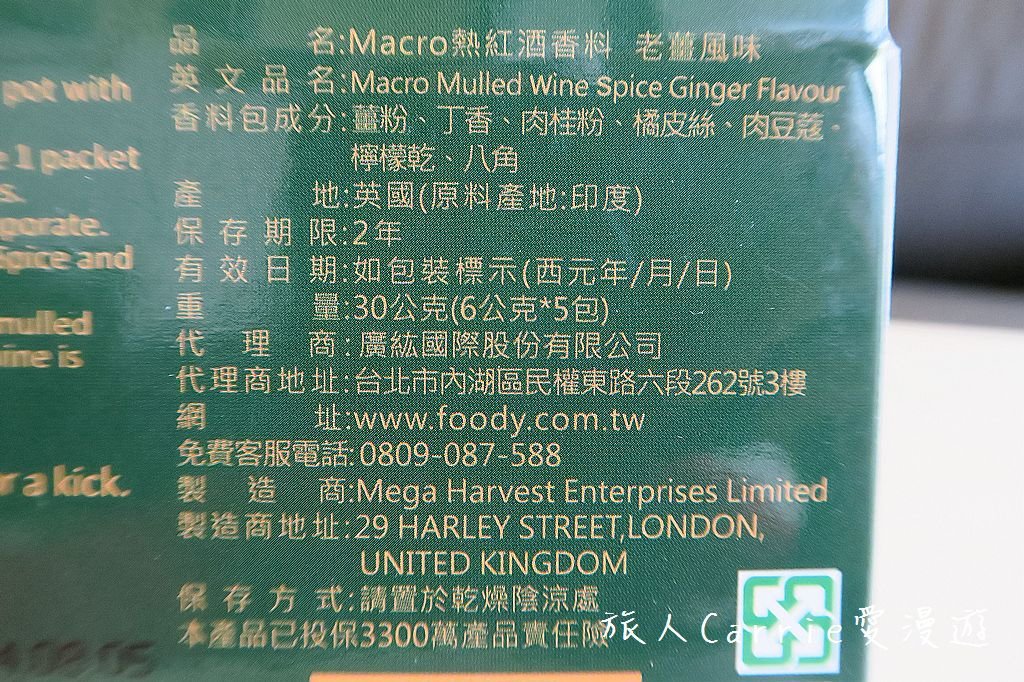 pot with
1 packet
s.
porate.
Spice and
mulled
ine is
r a kick.
品名:Macro熱紅酒香料 老薑風味
英文品名:Macro Mulled Wine Spice Ginger Flavour
香料包成分:薑粉、丁香、肉桂粉、橘皮絲、肉豆蔻、
檸檬乾、八角
產地:英國(原料產地:印度)
保存期限:2年
有效日期:如包裝標示(西元年/月/日)
重量:30公克(6公克*5包)
代理商:廣紘國際股份有限公司
代理商地址:台北市內湖區民權東路六段262號3樓
網址:www.foody.com.tw
免費客服電話:0809-087-588
製造商:Mega Harvest Enterprises Limited
製造商地址:29 HARLEY STREET,LONDON,
UNITED KINGDOM
保存方式:請置於乾燥陰涼處
本產品已投保3300萬產品責任險
旅人Carrie愛漫遊